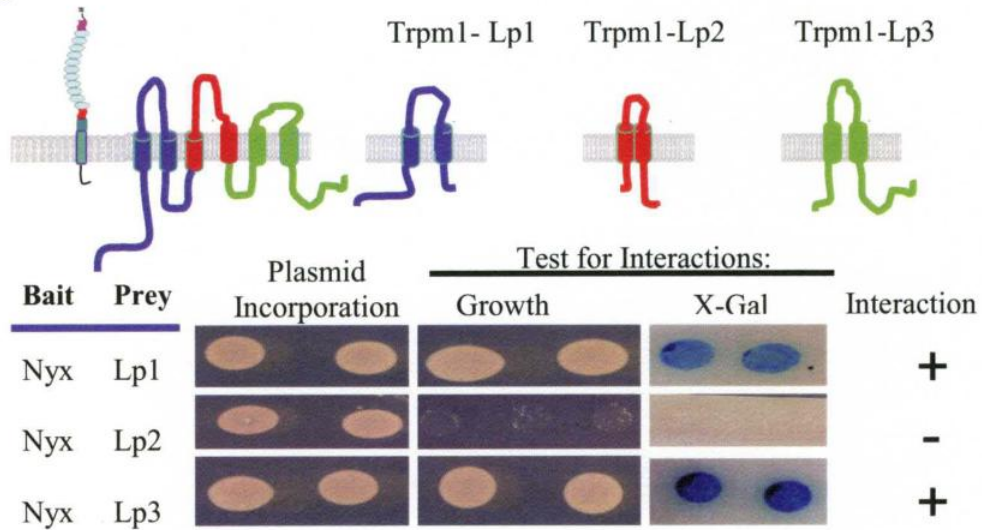 Trpm1- Lp1 Trpm1-Lp2 Trpm1-Lp3
Test for Interactions:
Plasmid
Bait Prey Incorporation Growth X-Gal Interaction
Nyx Lp1 +
Nyx Lp2 -
Nyx Lp3 +